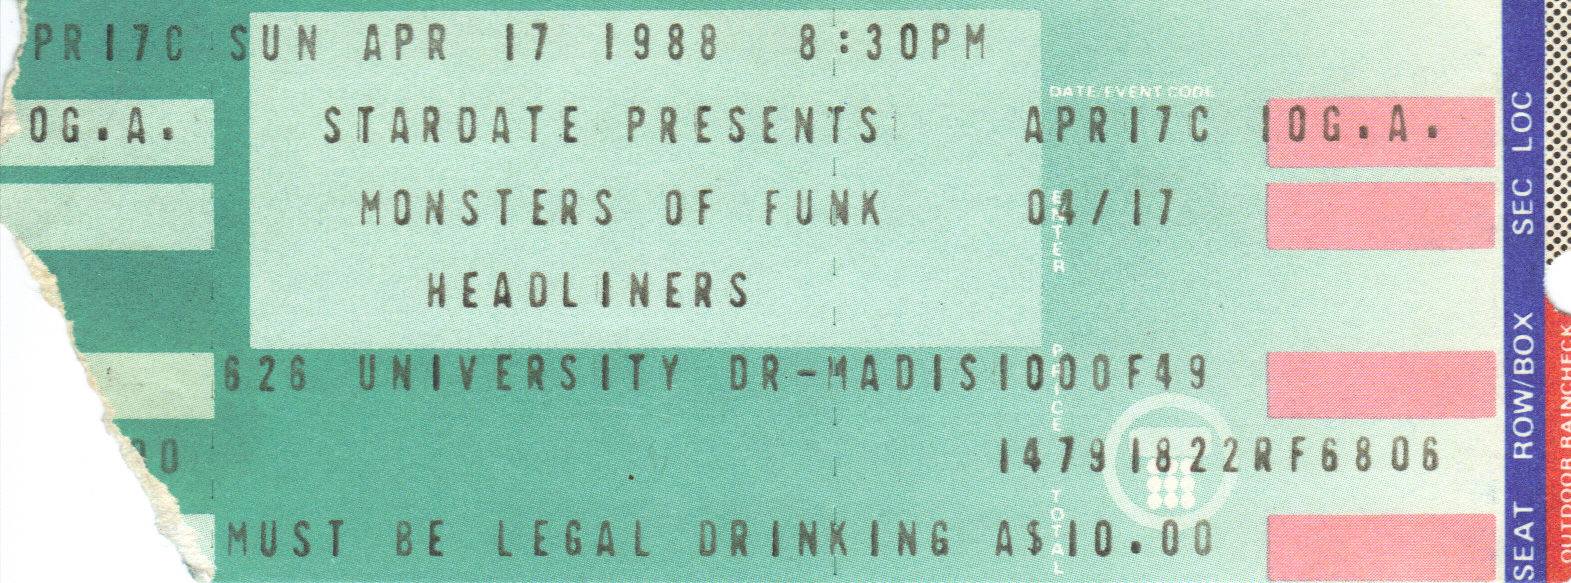 PR17C SUN APR 17 1988 8:30PM
DATE/EVENT CODE
OG.A. STARDATE PRESENTS APR17C 10G.A.
MONSTERS OF FUNK 04/17
ENTER
HEADLINERS
626 UNIVERSITY DR-MADIS1000F49
PRICE
00 1479 1822RF6806
MUST BE LEGAL DRINKING A$10.00
TOTAL
SEAT ROW/BOX SEC LOC
OUTDOOR RAINCHECK